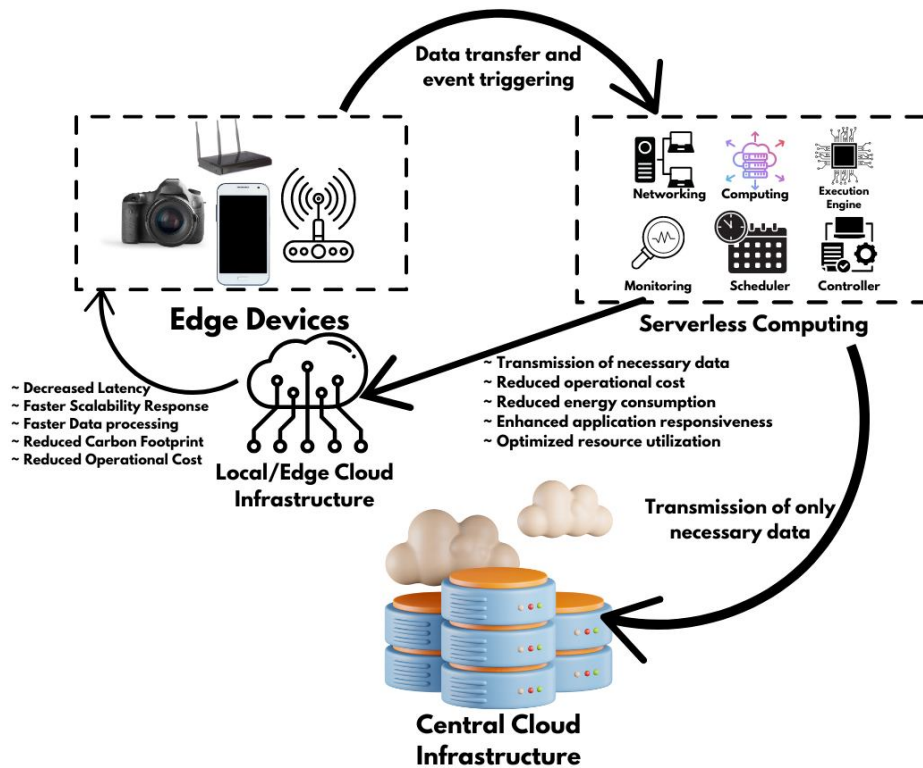 Data transfer and
event triggering
Networking
Computing
Execution
Engine
Monitoring
Scheduler
Controller
Edge Devices
Serverless Computing
~ Decreased Latency
~ Faster Scalability Response
~ Faster Data processing
~ Reduced Carbon Footprint
~ Reduced Operational Cost
~ Transmission of necessary data
~ Reduced operational cost
~ Reduced energy consumption
~ Enhanced application responsiveness
~ Optimized resource utilization
Local/Edge Cloud
Infrastructure
Transmission of only
necessary data
Central Cloud
Infrastructure